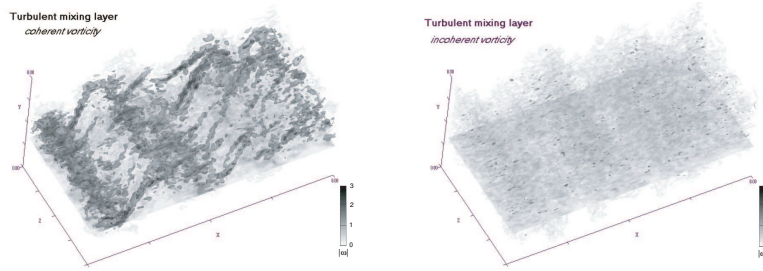 Turbulent mixing layer
coherent vorticity
Y
Z
X
3
2
1
0
|ω|
Turbulent mixing layer
incoherent vorticity
Y
Z
X
|ω